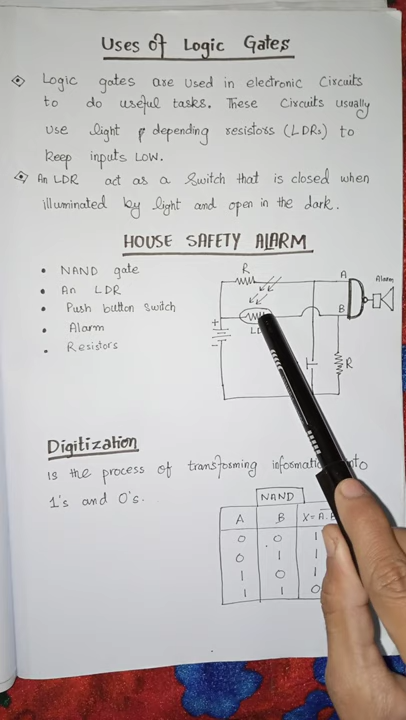 Uses of Logic Gates
Logic gates are used in electronic Circuits
to do useful tasks. These Circuits usually
use light depending resistors (LDRs) to
keep inputs LOW.
An LDR act as a Switch that is closed when
illuminated by light and open in the dark.
HOUSE SAFETY ALARM
• NAND gate
• An LDR
• Push button switch
• Alarm
• Resistors
R
A
Alarm
B
+
-
R
Digitization
is the process of transforming information into
1's and 0's.
NAND
A B
0 0 1
0 1 1
1 0 1
1 1 0